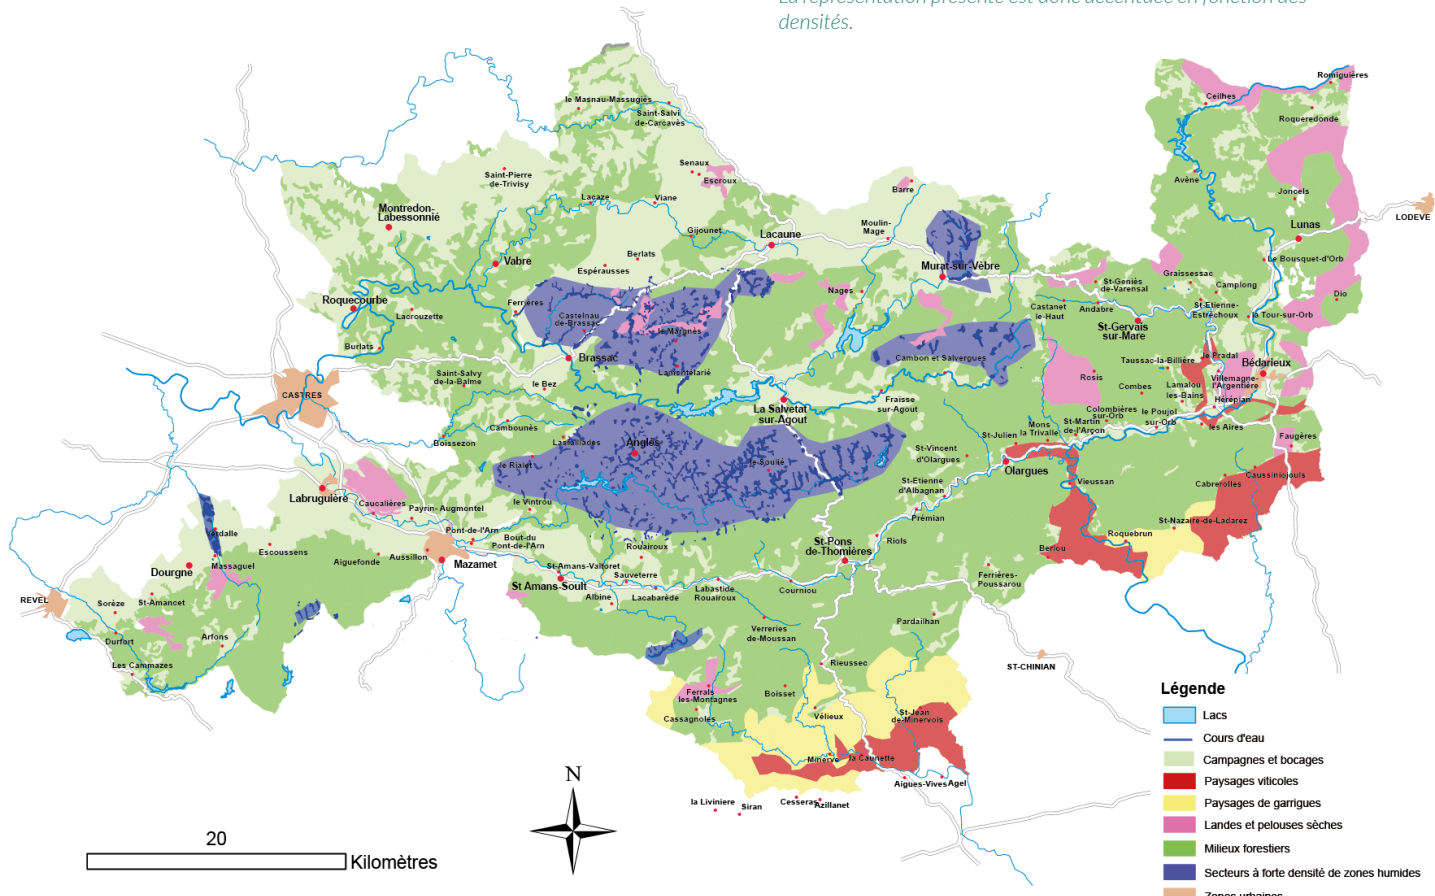 densités.
Romiguières
Ceilhes
Roqueredonde
le Masnau-Massugiès
Saint-Salvi
de-Carcavès
Senaux
Escroux
Saint-Pierre
de-Trivisy
Barre
Avène
Joncels
Lacaze
Viane
Montredon-
Labessonnié
Moulin-
Mage
LODEVE
Lunas
Gijounet
Lacaune
Vabre
Berlats
Espérausses
Murat-sur-Vèbre
Le Bousquet-d'Orb
Graissessac
St-Geniès
de-Varensal
Camplong
Nages
Dio
Roquecourbe
Ferrières
Lacrouzette
Castelnau
de-Brassac
le Margnès
Castanet
le-Haut
Andabre
St-Etienne-
Estréchoux
la Tour-sur-Orb
St-Gervais
sur-Mare
Burlats
Brassac
Lamontélarié
Cambon et Salvergues
Taussac-la-Billière
le Pradal
Bédarieux
Saint-Salvy
de-la-Balme
le Bez
Rosis
Combes
Villemagne-
l'Argentière
Lamalou
les-Bains
Hérépian
CASTRES
Fraïsse
sur-Agout
La Salvetat
sur-Agout
Colombières
sur-Orb
le Poujol
sur-Orb
les Aires
Cambounès
Mons
la Trivalle
St-Martin
de-l'Arçon
Boissezon
Lasfaillades
Anglès
St-Julien
Faugères
St-Vincent
d'Olargues
le Rialet
le Soulié
Olargues
Caussiniojouls
Cabrerolles
Vieussan
St-Etienne
d'Albagnan
Labruguière
Caucalières
Payrin-Augmontel
le Vintrou
Prémian
St-Nazaire-de-Ladarez
Roquebrun
Verdalle
Pont-de-l'Arn
Bout-du
Pont-de-l'Arn
Rouairoux
St-Pons
de-Thomières
Riols
Berlou
Escoussens
Aussillon
Aiguefonde
Mazamet
Massaguel
Dourgne
St-Amans-Valtoret
St Amans-Soult
Sauveterre
Ferrières-
Poussarou
REVEL
Sorèze
St-Amancet
Albine
Lacabarède
Labastide
Rouairoux
Courniou
Durfort
Arfons
Verreries
de-Moussan
Pardailhan
Les Cammazes
Rieussec
ST-CHINIAN
Ferrals
les-Montagnes
Boisset
Cassagnoles
Vélieux
St-Jean
de-Minervois
Minerve
la Caunette
Aigues-Vives
Agel
la Liviniere
Siran
Cesseras
Azillanet
N
20
Kilomètres
Légende
Lacs
Cours d'eau
Campagnes et bocages
Paysages viticoles
Paysages de garrigues
Landes et pelouses sèches
Milieux forestiers
Secteurs à forte densité de zones humides